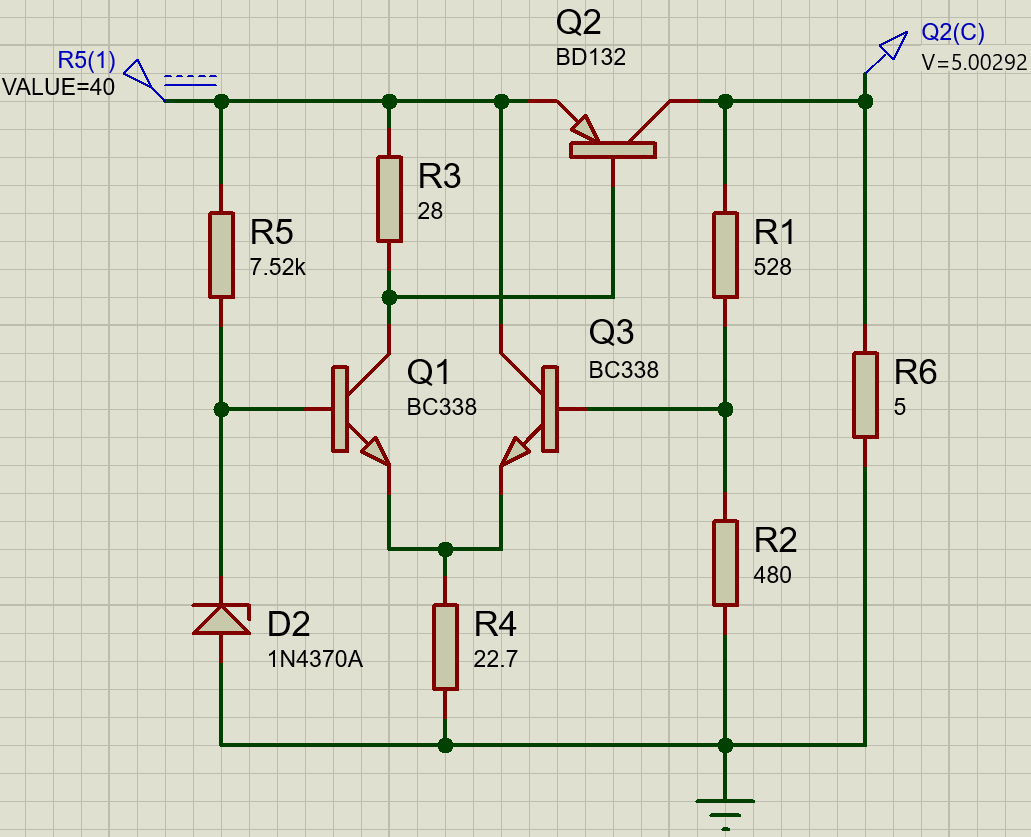 Q2
BD132
R5(1)
VALUE=40
Q2(C)
V=5.00292
R3
28
R5
7.52k
R1
528
Q3
BC338
Q1
BC338
R6
5
R2
480
D2
1N4370A
R4
22.7